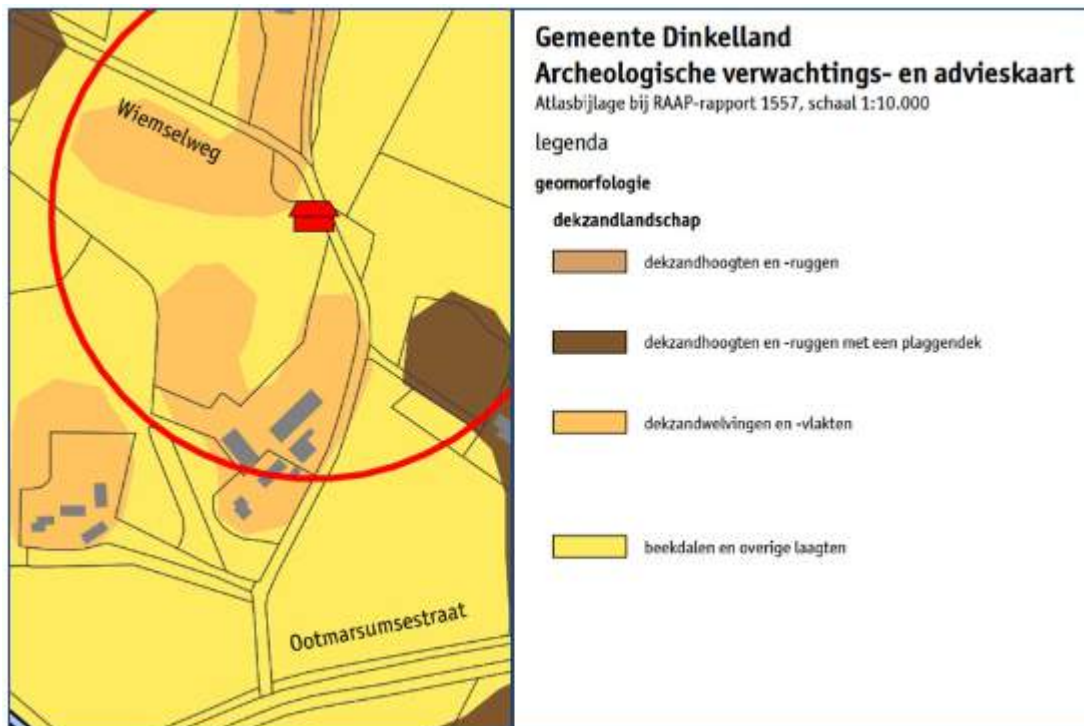 Wiemselweg
Ootmarsumsestraat
Gemeente Dinkelland
Archeologische verwachtings- en advieskaart
Atlasbijlage bij RAAP-rapport 1557, schaal 1:10.000
legenda
geomorfologie
dekzandlandschap
dekzandhoogten en -ruggen
dekzandhoogten en -ruggen met een plaggendek
dekzandwelvingen en -vlakten
beekdalen en overige laagten